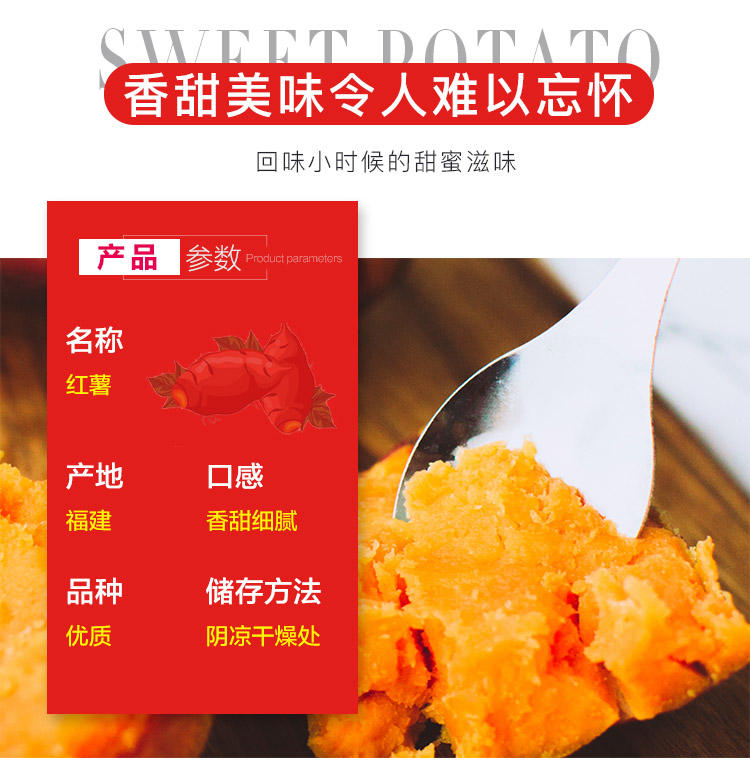 SWEET POTATO
香甜美味令人难以忘怀
回味小时候的甜蜜滋味
产品 参数 Product parameters
名称
红薯
产地 口感
福建 香甜细腻
品种 储存方法
优质 阴凉干燥处